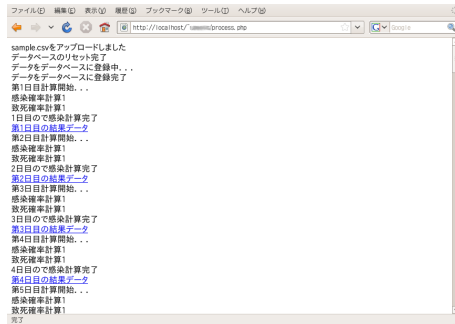 ファイル(F) 編集(E) 表示(V) 履歴(S) ブックマーク(B) ツール(T) ヘルプ(H)
http://localhost/ /process.php
Google
sample.csvをアップロードしました
データベースのリセット完了
データをデータベースに登録中...
データをデータベースに登録完了
第1日目計算開始...
感染確率計算1
致死確率計算1
1日目ので感染計算完了
第1日目の結果データ
第2日目計算開始...
感染確率計算1
致死確率計算1
2日目ので感染計算完了
第2日目の結果データ
第3日目計算開始...
感染確率計算1
致死確率計算1
3日目ので感染計算完了
第3日目の結果データ
第4日目計算開始...
感染確率計算1
致死確率計算1
4日目ので感染計算完了
第4日目の結果データ
第5日目計算開始...
感染確率計算1
致死確率計算1
完了